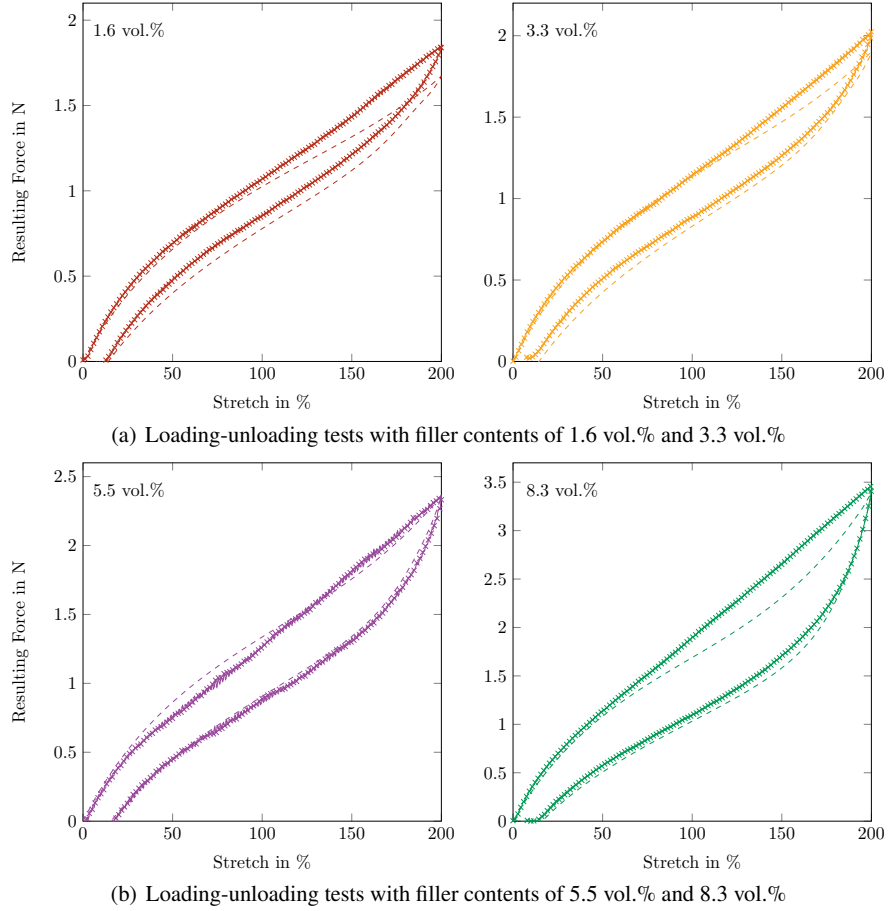 1.6 vol.%
2
1.5
1
0.5
0
Resulting Force in N
0 50 100 150 200
Stretch in %
3.3 vol.%
2
1.5
1
0.5
0
0 50 100 150 200
Stretch in %
(a) Loading-unloading tests with filler contents of 1.6 vol.% and 3.3 vol.%
5.5 vol.%
2.5
2
1.5
1
0.5
0
Resulting Force in N
0 50 100 150 200
Stretch in %
8.3 vol.%
3.5
3
2.5
2
1.5
1
0.5
0
0 50 100 150 200
Stretch in %
(b) Loading-unloading tests with filler contents of 5.5 vol.% and 8.3 vol.%